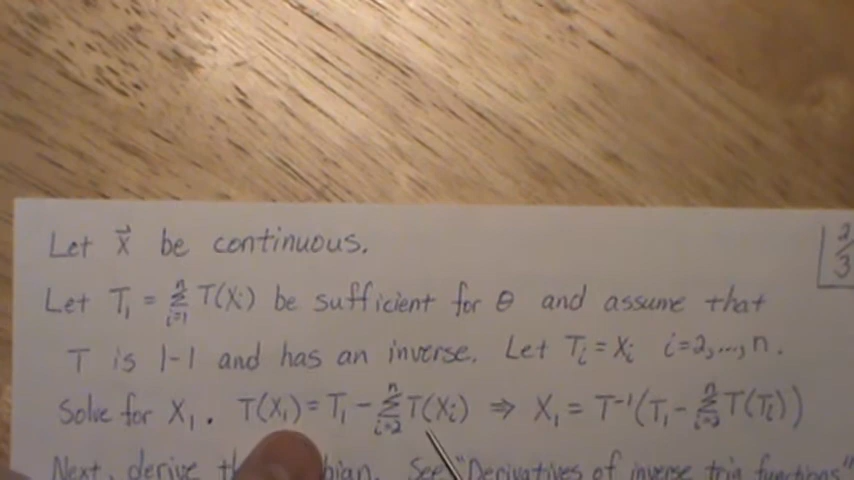 Let X⃗ be continuous.
Let T₁ = Σⁿᵢ₌₁ T(Xᵢ) be sufficient for θ and assume that
T is 1-1 and has an inverse. Let Tᵢ = Xᵢ i=2,...,n.
Solve for X₁. T(X₁) = T₁ - Σⁿᵢ₌₂ T(Xᵢ) ⇒ X₁ = T⁻¹(T₁ - Σⁿᵢ₌₂ T(Tᵢ))
Next, derive See "Derivatives of inverse trig functions"
2
3